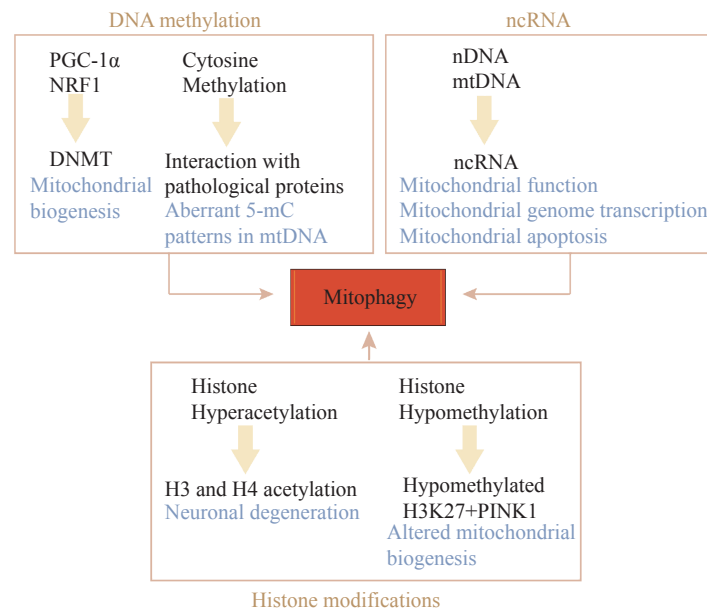 DNA methylation
PGC-1α
NRF1
DNMT
Mitochondrial
biogenesis
Cytosine
Methylation
Interaction with
pathological proteins
Aberrant 5-mC
patterns in mtDNA
ncRNA
nDNA
mtDNA
ncRNA
Mitochondrial function
Mitochondrial genome transcription
Mitochondrial apoptosis
Mitophagy
Histone
Hyperacetylation
H3 and H4 acetylation
Neuronal degeneration
Histone
Hypomethylation
Hypomethylated
H3K27+PINK1
Altered mitochondrial
biogenesis
Histone modifications